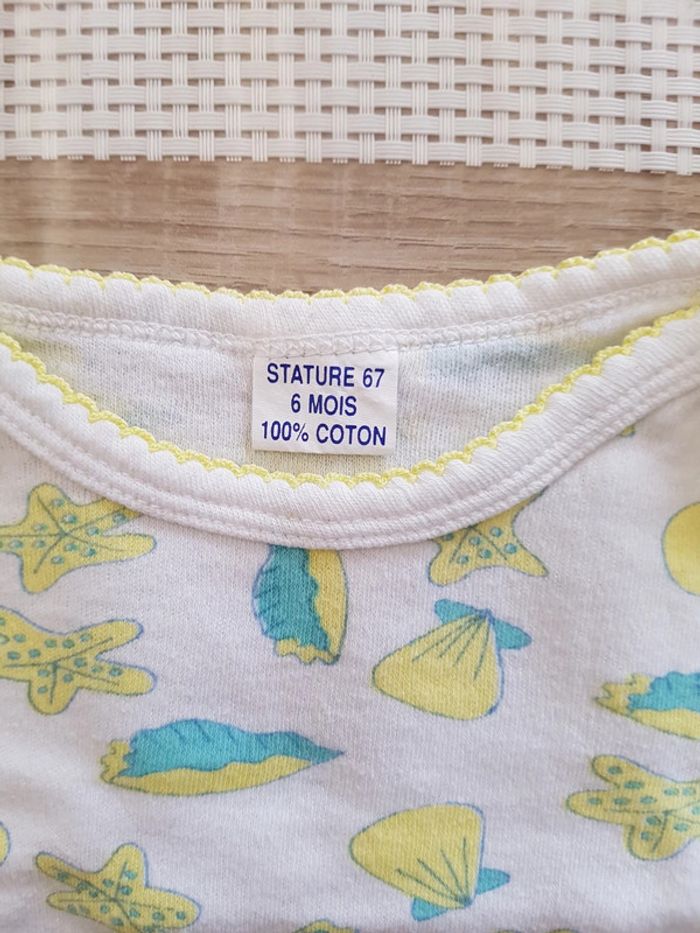 STATURE 67
6 MOIS
100% COTON